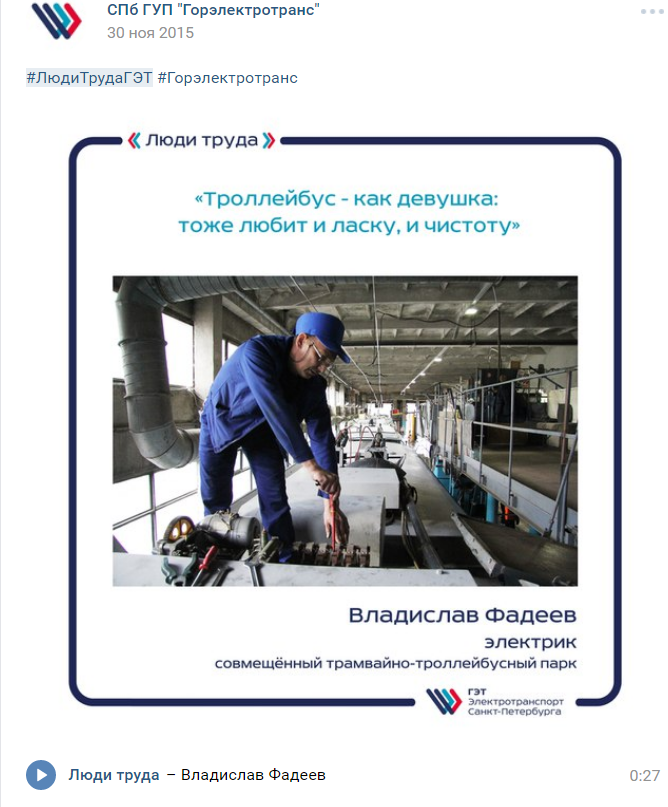 СПб ГУП "Горэлектротранс"
30 ноя 2015
#ЛюдиТрудаГЭТ #Горэлектротранс
Люди труда
«Троллейбус - как девушка:
тоже любит и ласку, и чистоту»
Владислав Фадеев
электрик
совмещённый трамвайно-троллейбусный парк
ГЭТ
Электротранспорт
Санкт-Петербурга
Люди труда – Владислав Фадеев
0:27